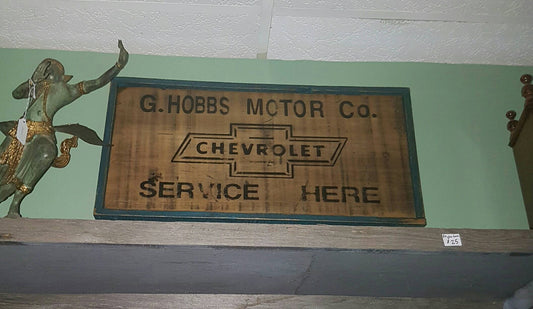 G. HOBBS MOTOR CO.
CHEVROLET
SERVICE HERE